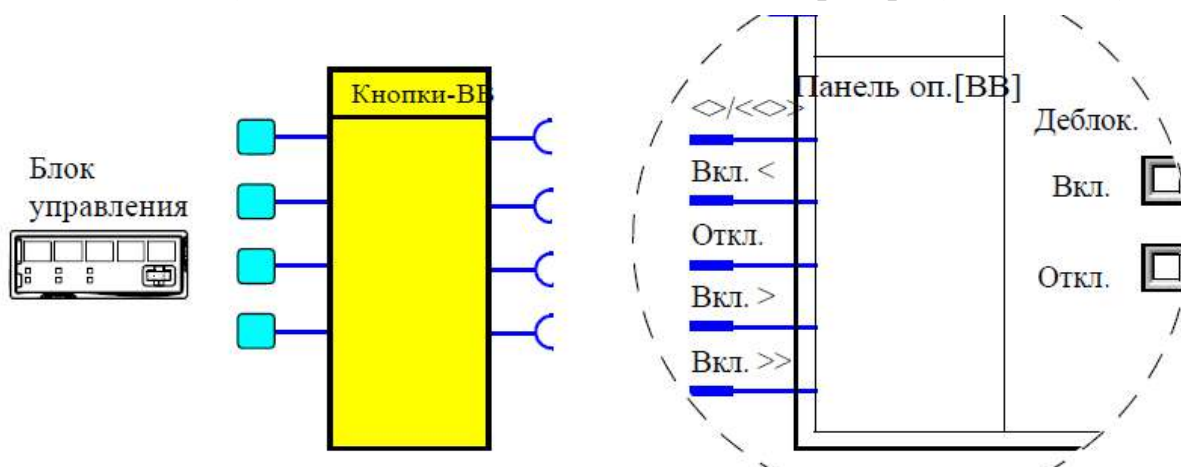 Блок
управления
Кнопки-ВВ
Панель оп.[ВВ]
<>/<<>>
Вкл. <
Откл.
Вкл. >
Вкл. >>
Деблок.
Вкл.
Откл.